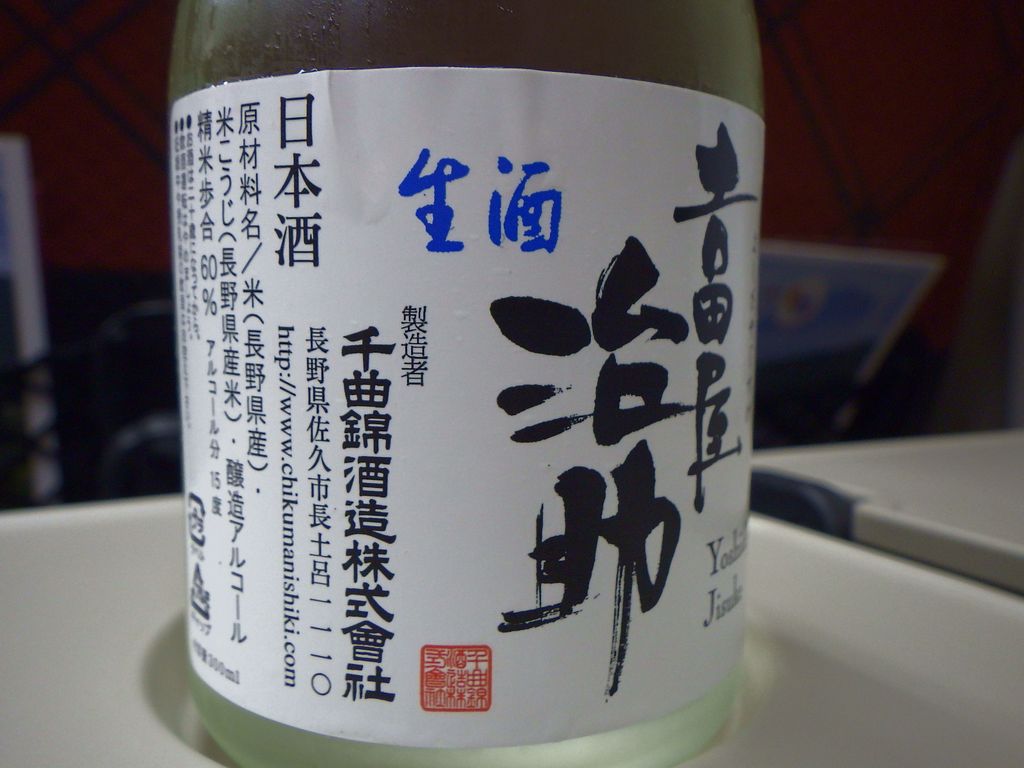 吉田屋
治助
Jisuke
生酒
製造者
千曲錦酒造株式會社
長野県佐久市長土呂一一一〇
http://www.chikumanishiki.com
日本酒
原材料名/米(長野県産)・
米こうじ(長野県産米)・醸造アルコール
精米歩合 60% アルコール分 15度
300ml